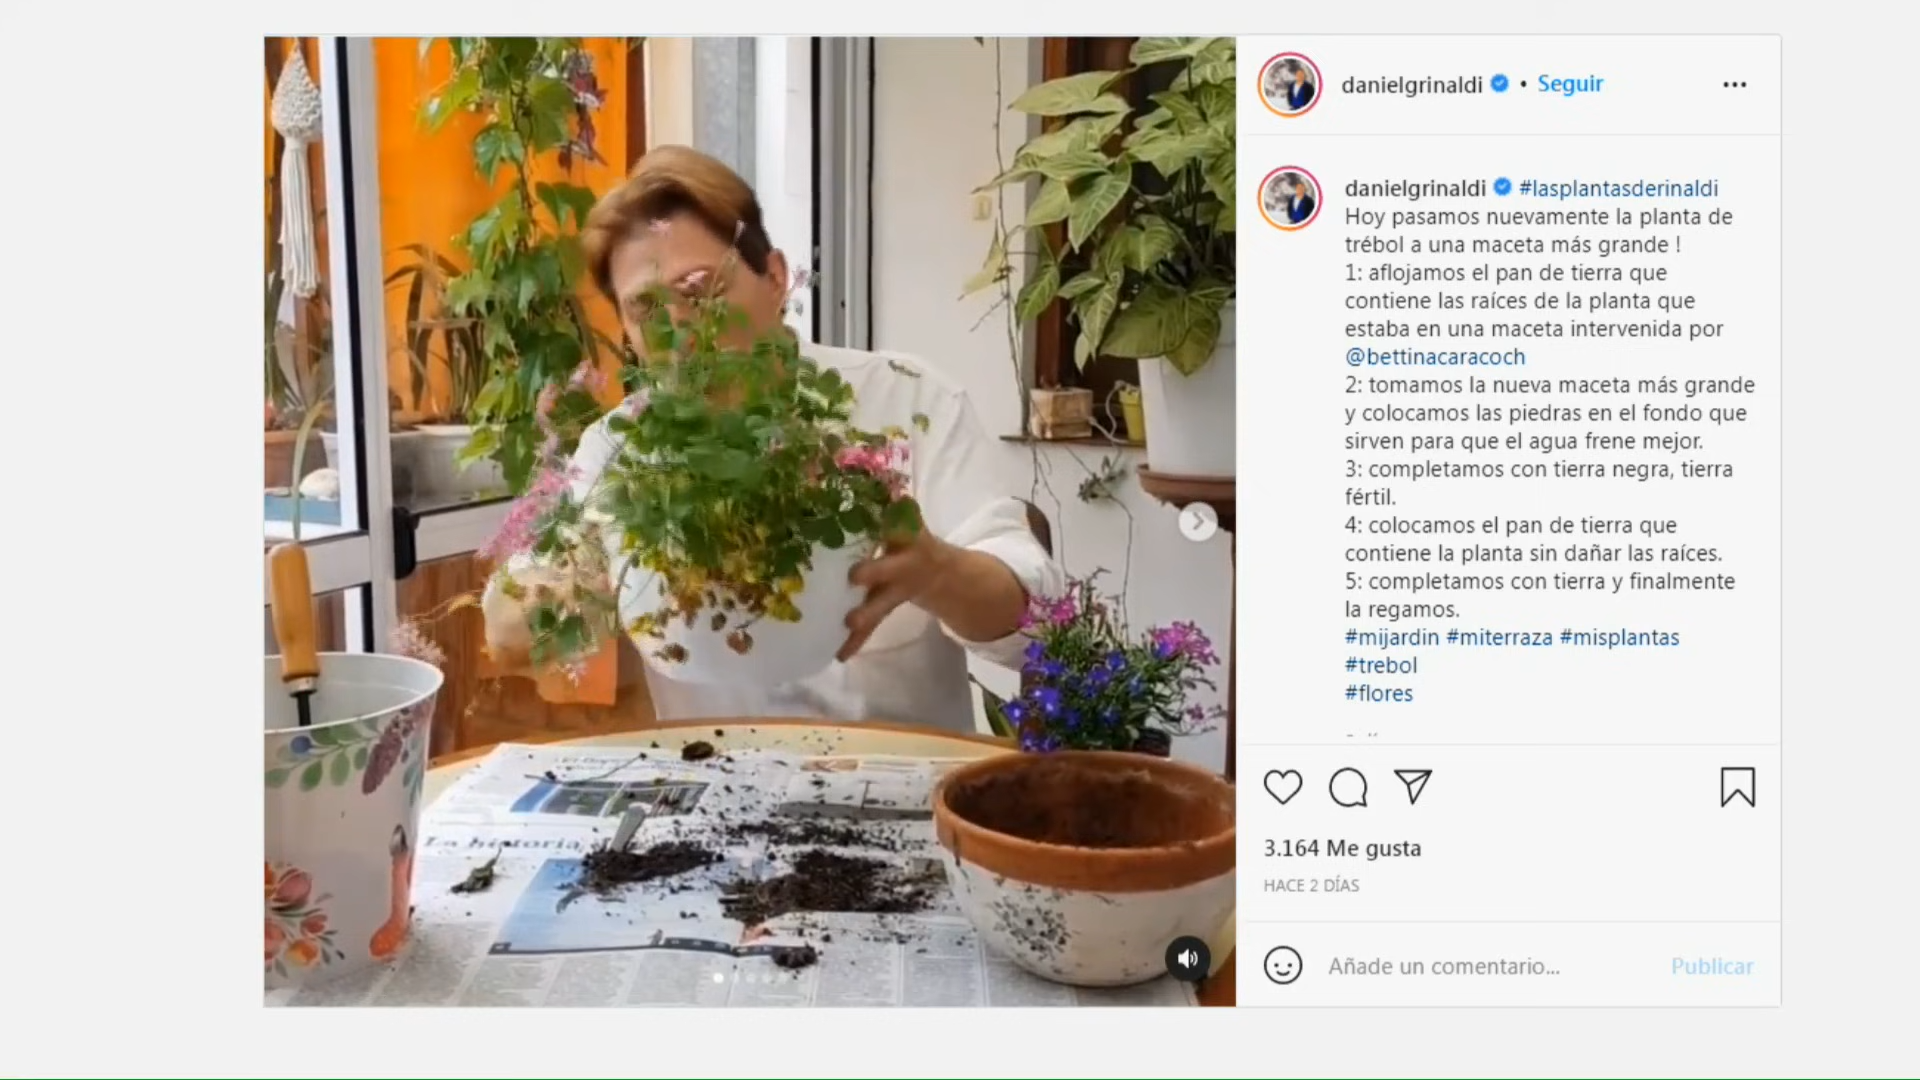 danielgrinaldi • Seguir
danielgrinaldi #lasplantasderinaldi
Hoy pasamos nuevamente la planta de
trébol a una maceta más grande !
1: aflojamos el pan de tierra que
contiene las raíces de la planta que
estaba en una maceta intervenida por
@bettinacaracoch
2: tomamos la nueva maceta más grande
y colocamos las piedras en el fondo que
sirven para que el agua frene mejor.
3: completamos con tierra negra, tierra
fértil.
4: colocamos el pan de tierra que
contiene la planta sin dañar las raíces.
5: completamos con tierra y finalmente
la regamos.
#mijardin #miterraza #misplantas
#trebol
#flores
3.164 Me gusta
HACE 2 DÍAS
Añade un comentario... Publicar
La historia